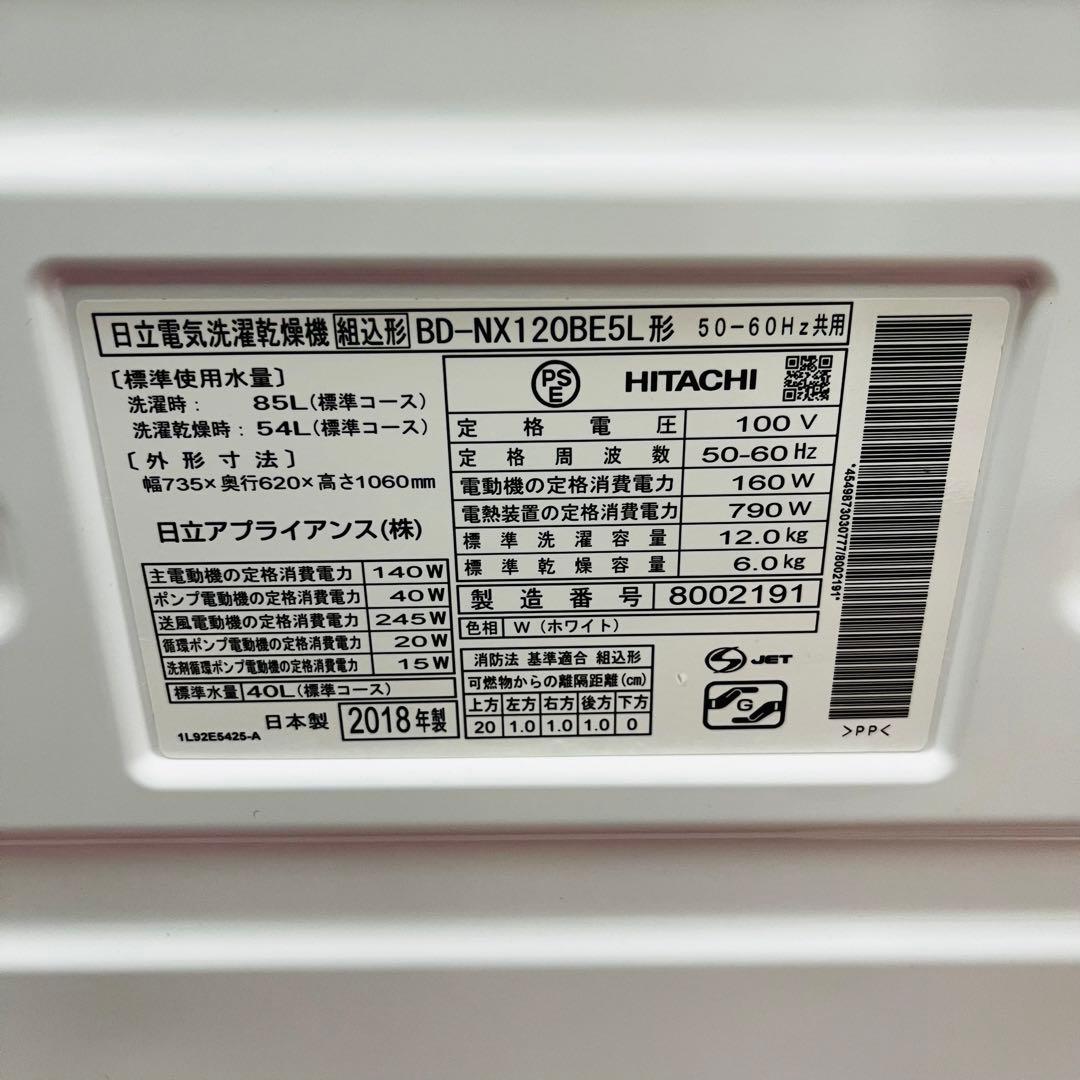 日立電気洗濯乾燥機 組込形 BD-NX120BE5L形 50-60Hz共用
〔標準使用水量〕
洗濯時： 85L(標準コース)
洗濯乾燥時：54L(標準コース)
〔外形寸法〕
幅735×奥行620×高さ1060mm
日立アプライアンス(株)
主電動機の定格消費電力 140W
ポンプ電動機の定格消費電力 40W
送風電動機の定格消費電力 245W
循環ポンプ電動機の定格消費電力 20W
洗剤循環ポンプ電動機の定格消費電力 15W
標準水量 40L(標準コース)
日本製 2018年製
1L92E5425-A
PSE HITACHI
定格電圧 100V
定格周波数 50-60Hz
電動機の定格消費電力 160W
電熱装置の定格消費電力 790W
標準洗濯容量 12.0kg
標準乾燥容量 6.0kg
製造番号 8002191
色相 W（ホワイト）
消防法 基準適合 組込形
可燃物からの離隔距離(cm)
上方 左方 右方 後方 下方
20 1.0 1.0 1.0 0
S JET
G
*4549873030777/8002191*
>PP<